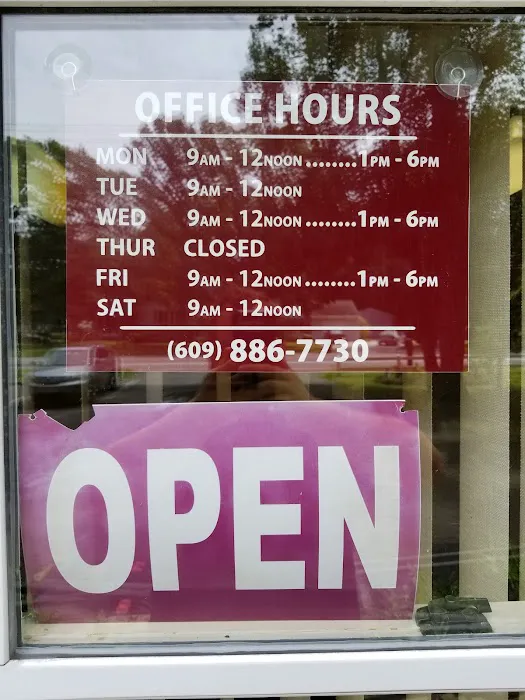 OFFICE HOURS
MON 9AM - 12NOON ........1PM - 6PM
TUE 9AM - 12NOON
WED 9AM - 12NOON ........1PM - 6PM
THUR CLOSED
FRI 9AM - 12NOON ........1PM - 6PM
SAT 9AM - 12NOON
(609) 886-7730
OPEN